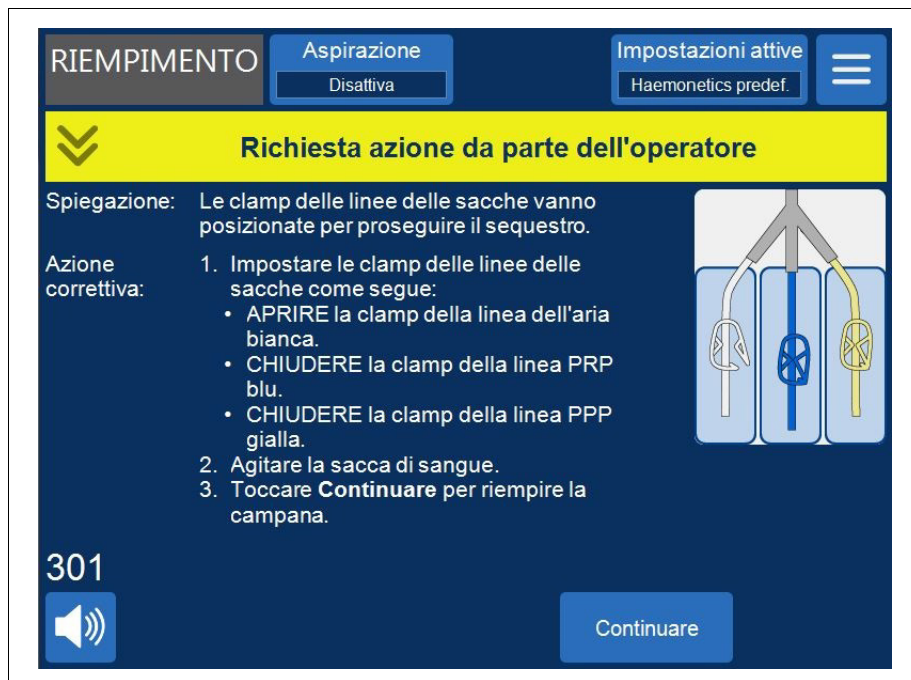 RIEMPIMENTO
Aspirazione
Disattiva
Impostazioni attive
Haemonetics predef.
Richiesta azione da parte dell'operatore
Spiegazione:
Le clamp delle linee delle sacche vanno
posizionate per proseguire il sequestro.
Azione
correttiva:
1. Impostare le clamp delle linee delle
sacche come segue:
• APRIRE la clamp della linea dell'aria
bianca.
• CHIUDERE la clamp della linea PRP
blu.
• CHIUDERE la clamp della linea PPP
gialla.
2. Agitare la sacca di sangue.
3. Toccare Continuare per riempire la
campana.
301
Continuare